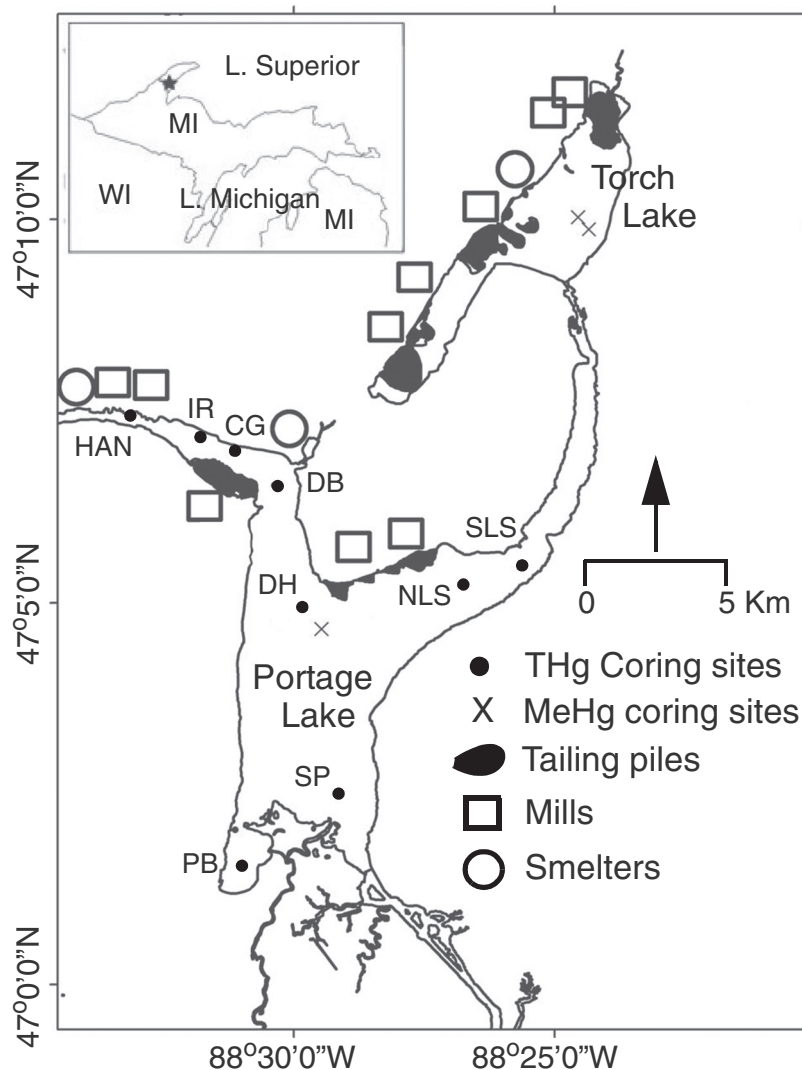 L. Superior
MI
WI
L. Michigan
MI
Torch
Lake
47°10'0"N
IR
CG
HAN
DB
SLS
DH
NLS
47°5'0"N
0 5 Km
Portage
Lake
THg Coring sites
X MeHg coring sites
Tailing piles
SP
Mills
PB
Smelters
47°0'0"N
88°30'0"W 88°25'0"W